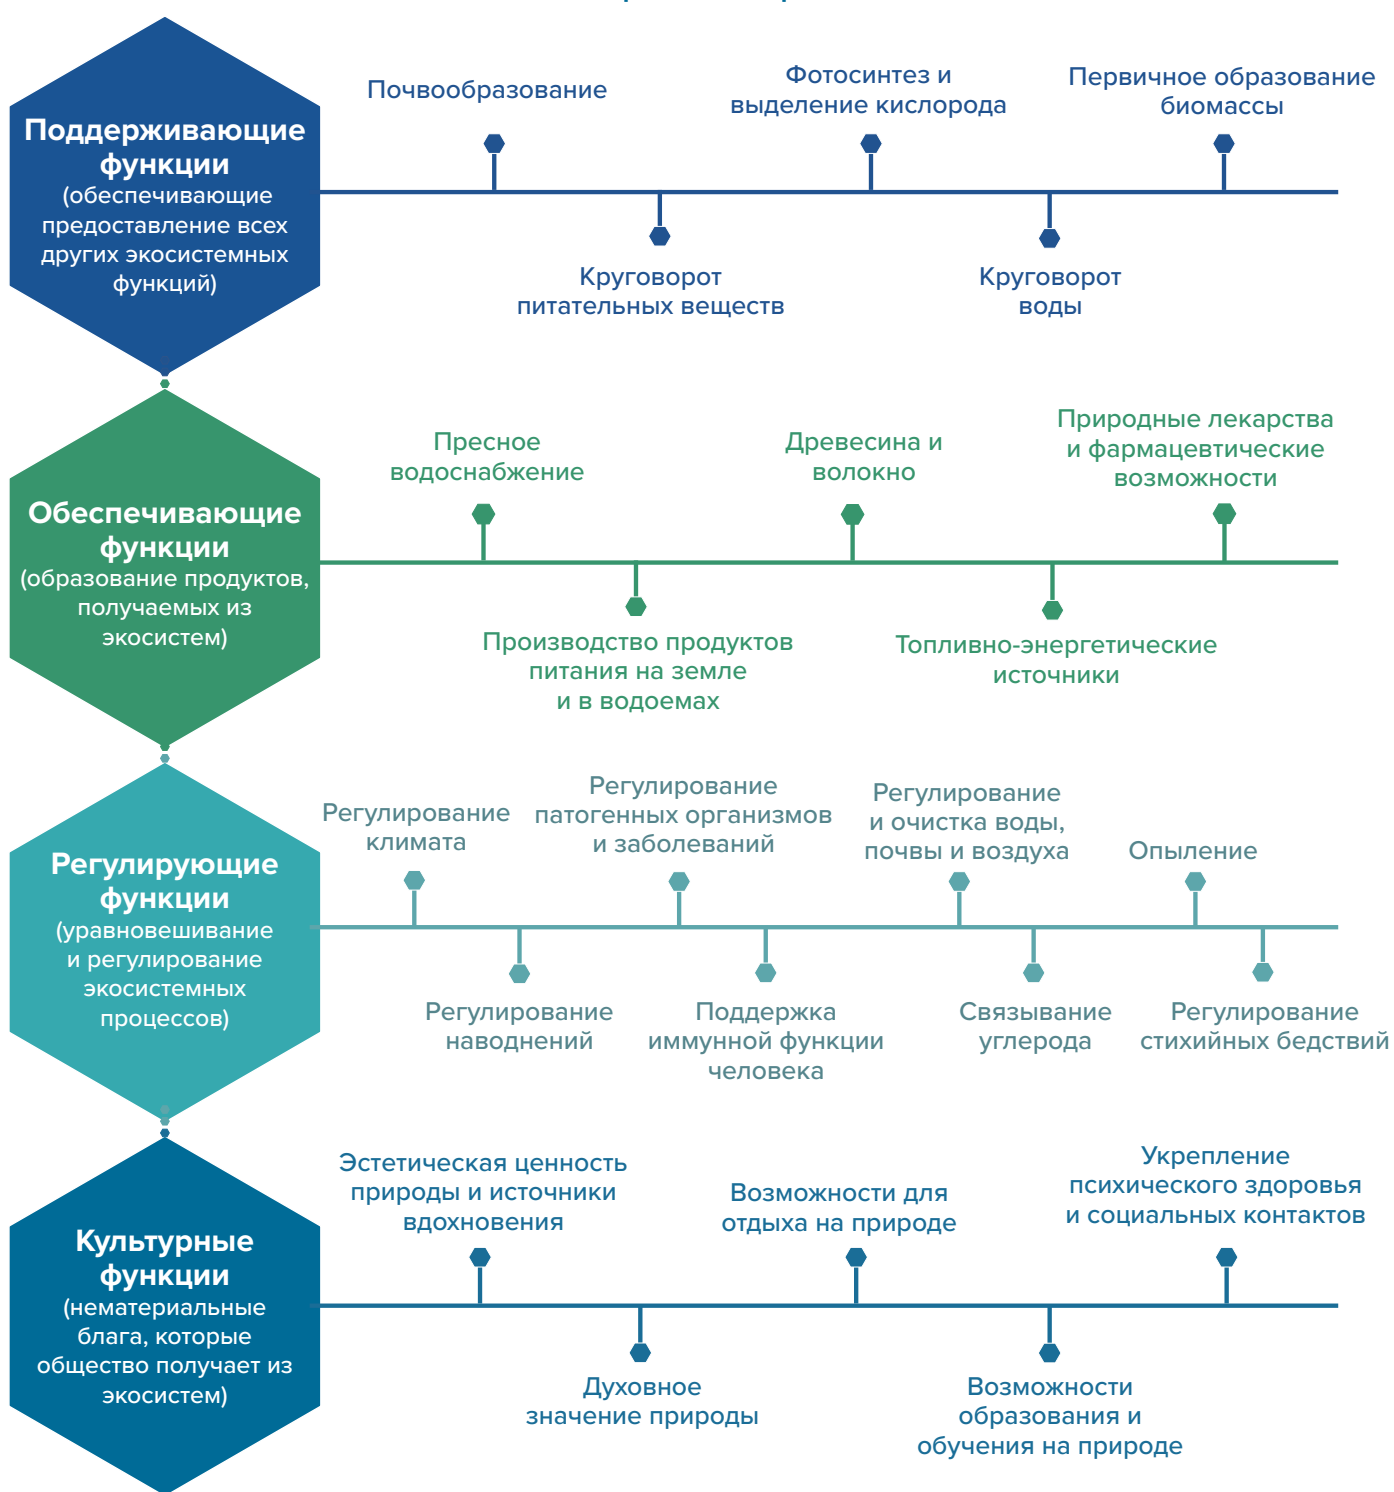 Поддерживающие
функции
(обеспечивающие
предоставление всех
других экосистемных
функций)
Почвообразование
Фотосинтез и
выделение кислорода
Первичное образование
биомассы
Круговорот
питательных веществ
Круговорот
воды
Обеспечивающие
функции
(образование продуктов,
получаемых из
экосистем)
Пресное
водоснабжение
Древесина и
волокно
Природные лекарства
и фармацевтические
возможности
Производство продуктов
питания на земле
и в водоемах
Топливно-энергетические
источники
Регулирующие
функции
(уравновешивание
и регулирование
экосистемных
процессов)
Регулирование
климата
Регулирование
патогенных организмов
и заболеваний
Регулирование
и очистка воды,
почвы и воздуха
Опыление
Регулирование
наводнений
Поддержка
иммунной функции
человека
Связывание
углерода
Регулирование
стихийных бедствий
Культурные
функции
(нематериальные
блага, которые
общество получает из
экосистем)
Эстетическая ценность
природы и источники
вдохновения
Возможности для
отдыха на природе
Укрепление
психического здоровья
и социальных контактов
Духовное
значение природы
Возможности
образования и
обучения на природе